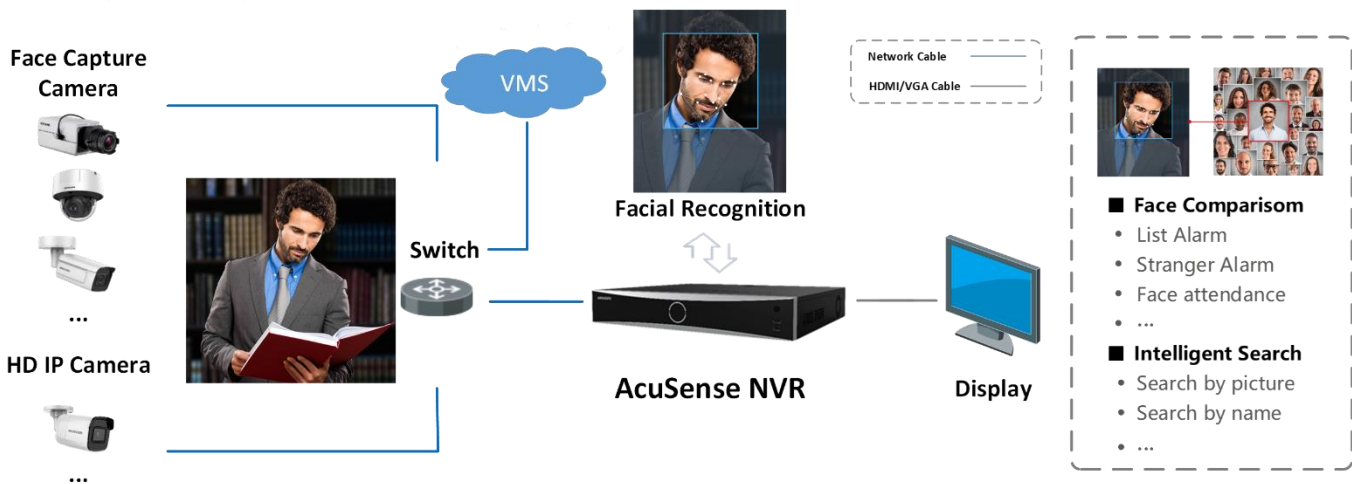 Face Capture
Camera
...
HD IP Camera
...
Switch
VMS
Facial Recognition
AcuSense NVR
Display
Network Cable
HDMI/VGA Cable
■ Face Comparisom
• List Alarm
• Stranger Alarm
• Face attendance
• ...
■ Intelligent Search
• Search by picture
• Search by name
• ...